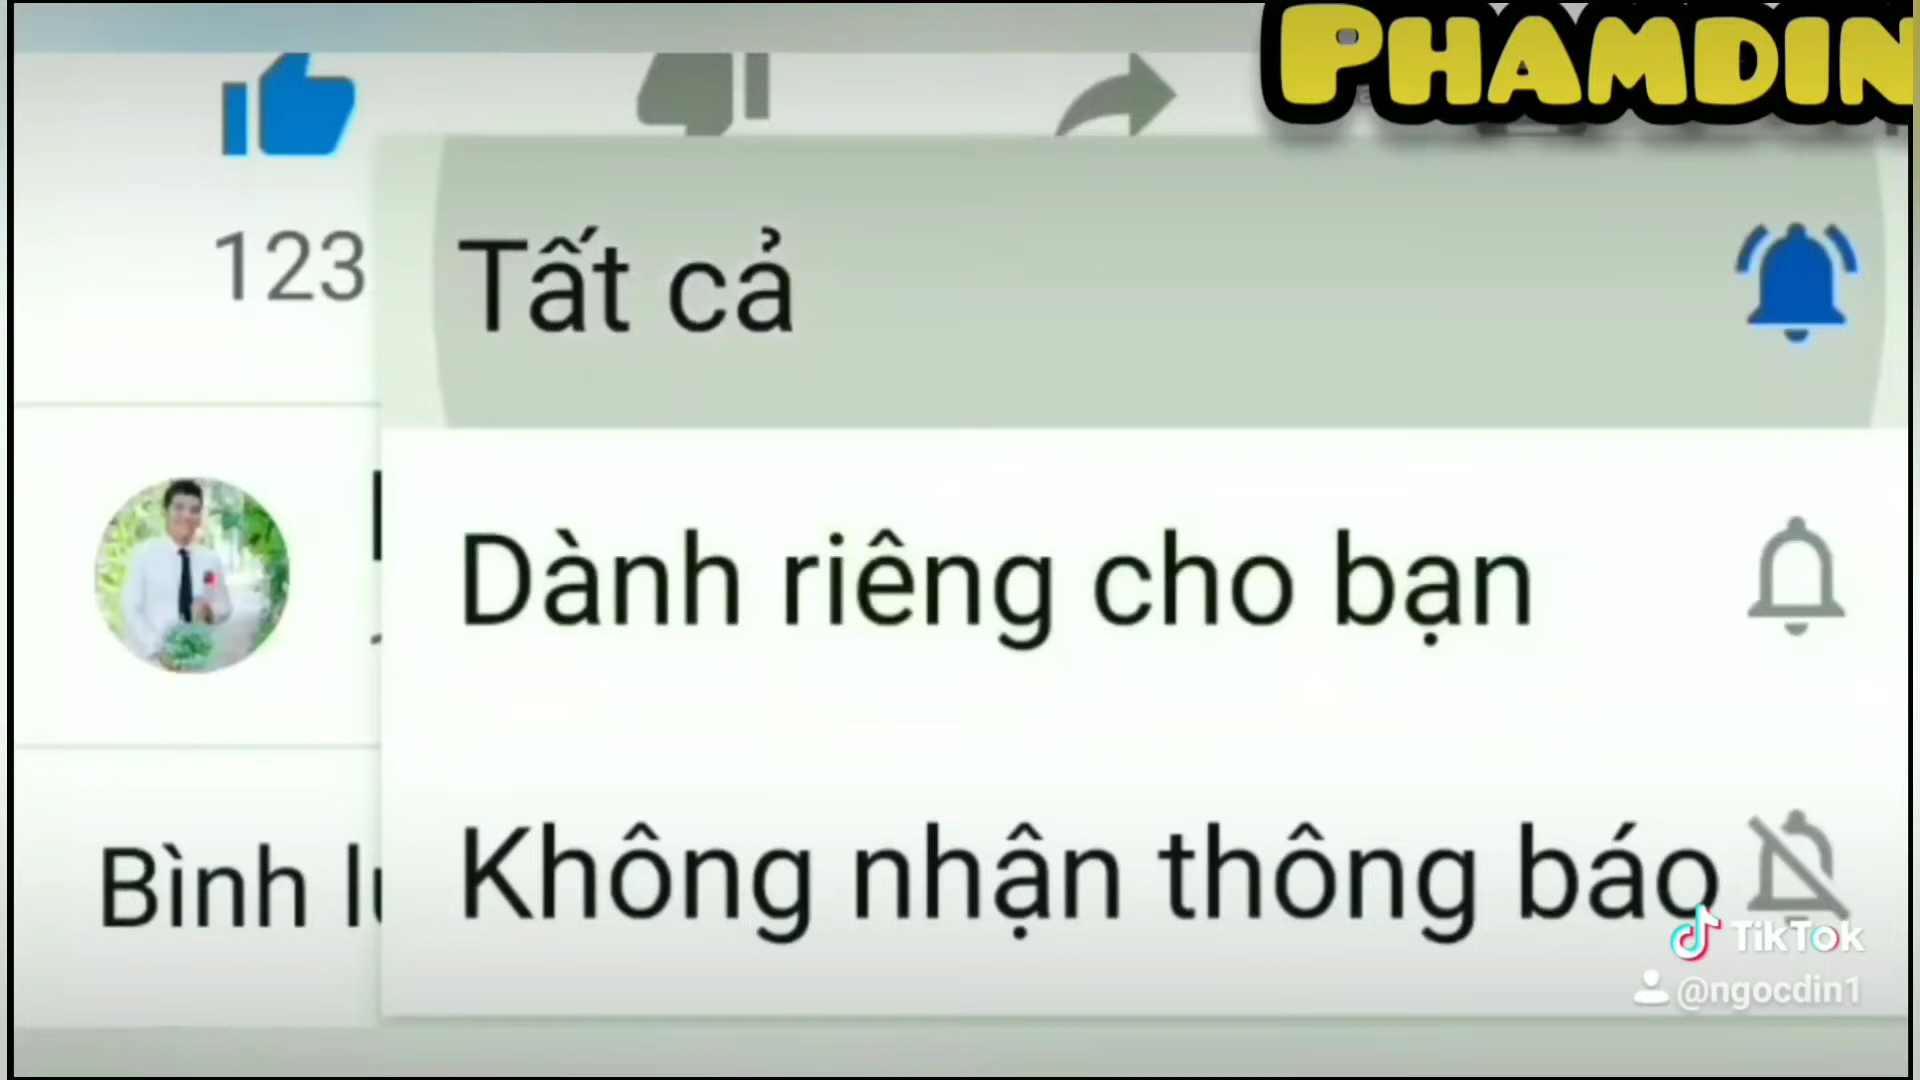 PHAMDIN
123
Tất cả
Dành riêng cho bạn
Bình
Không nhận thông báo
TikTok
@ngocdin1